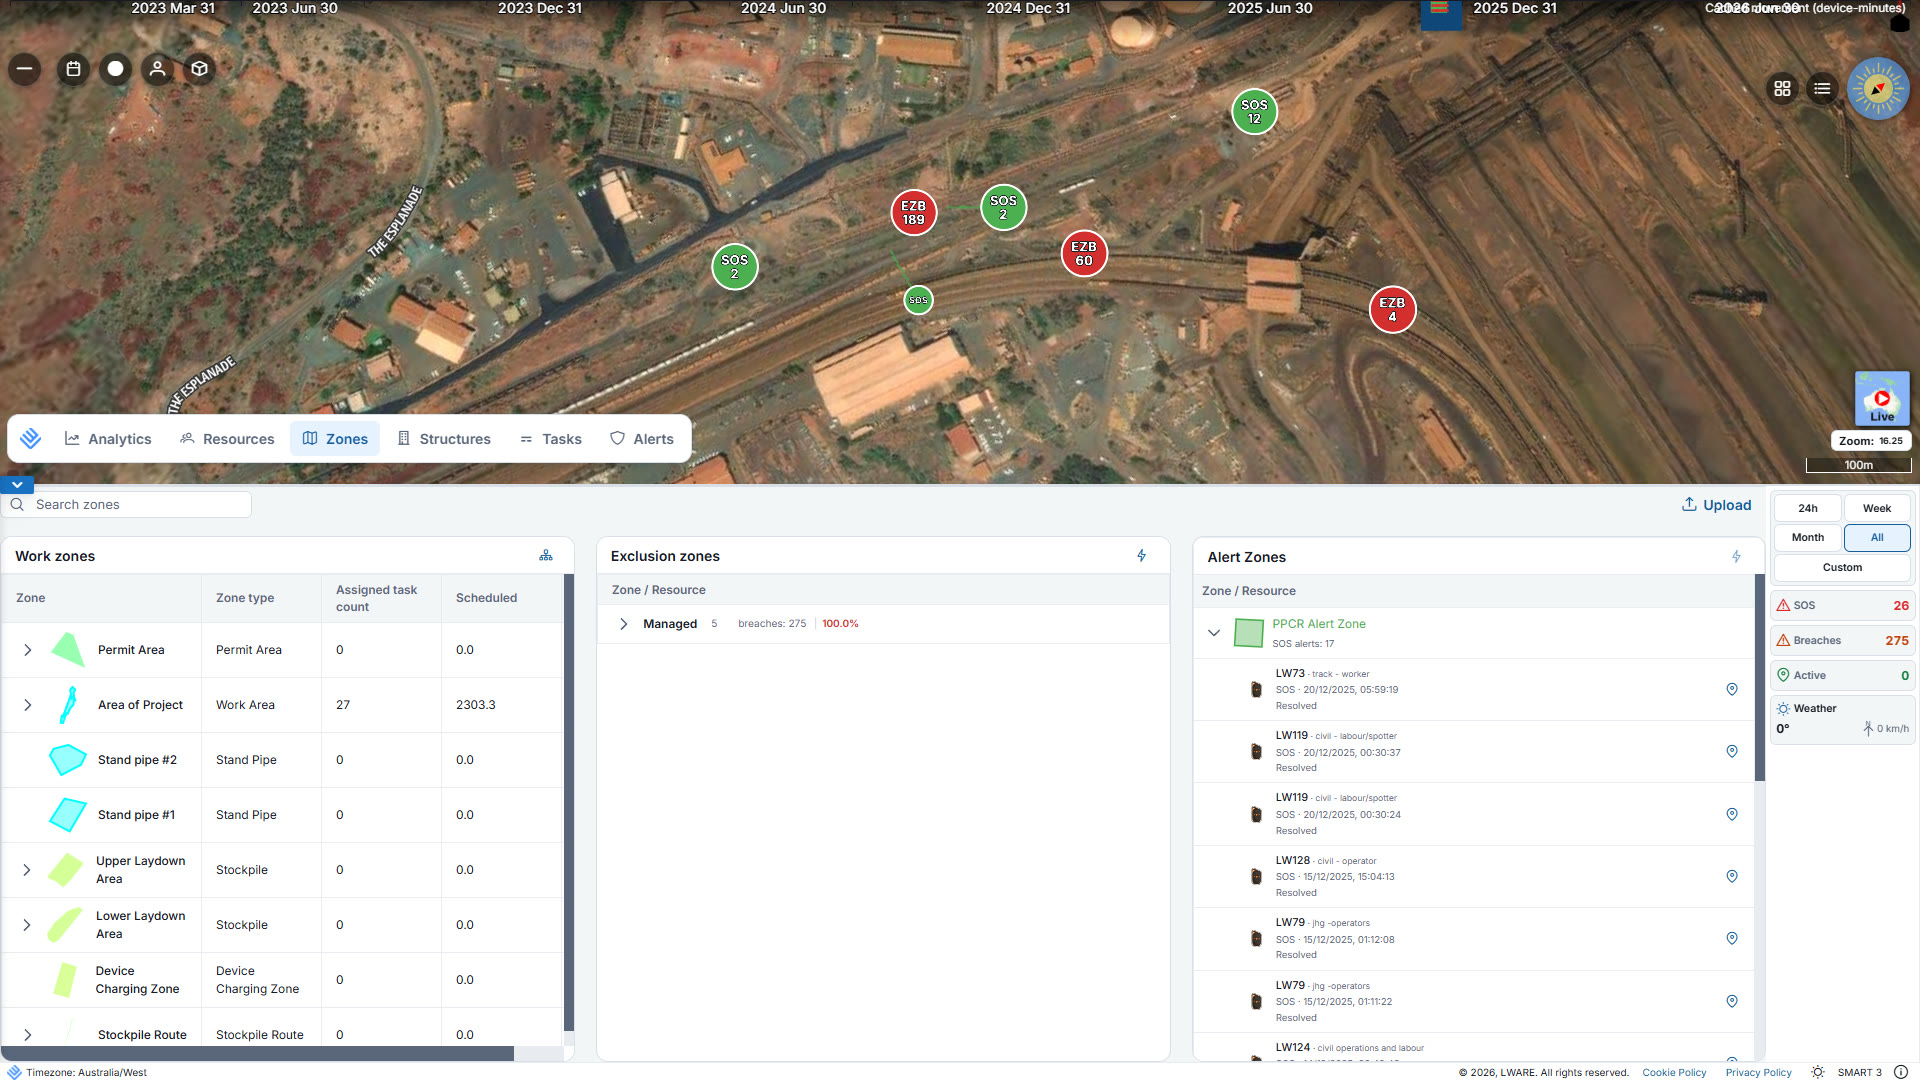 2023 Mar 31
2023 Jun 30
2023 Dec 31
2024 Jun 30
2024 Dec 31
2025 Jun 30
2025 Dec 31
2026 Jun 30
(device-minutes)
SOS
12
EZB
189
SOS
2
EZB
60
SOS
2
SOS
EZB
4
THE ESPLANADE
THE ESPLANADE
Live
Zoom: 16.25
100m
Analytics
Resources
Zones
Structures
Tasks
Alerts
Search zones
Upload
Work zones
Zone
Zone type
Assigned task
count
Scheduled
Permit Area
Permit Area
0
0.0
Area of Project
Work Area
27
2303.3
Stand pipe #2
Stand Pipe
0
0.0
Stand pipe #1
Stand Pipe
0
0.0
Upper Laydown
Area
Stockpile
0
0.0
Lower Laydown
Area
Stockpile
0
0.0
Device
Charging Zone
Device
Charging Zone
0
0.0
Stockpile Route
Stockpile Route
0
0.0
Exclusion zones
Zone / Resource
Managed 5 breaches: 275 100.0%
Alert Zones
Zone / Resource
PPCR Alert Zone
SOS alerts: 17
LW73 · track - worker
SOS · 20/12/2025, 05:59:19
Resolved
LW119 · civil - labour/spotter
SOS · 20/12/2025, 00:30:37
Resolved
LW119 · civil - labour/spotter
SOS · 20/12/2025, 00:30:24
Resolved
LW128 · civil - operator
SOS · 15/12/2025, 15:04:13
Resolved
LW79 · jhg -operators
SOS · 15/12/2025, 01:12:08
Resolved
LW79 · jhg -operators
SOS · 15/12/2025, 01:11:22
Resolved
LW124 · civil operations and labour
24h
Week
Month
All
Custom
SOS 26
Breaches 275
Active 0
Weather
0°
N 0 km/h
Timezone: Australia/West
© 2026, LWARE. All rights reserved.
Cookie Policy
Privacy Policy
SMART 3